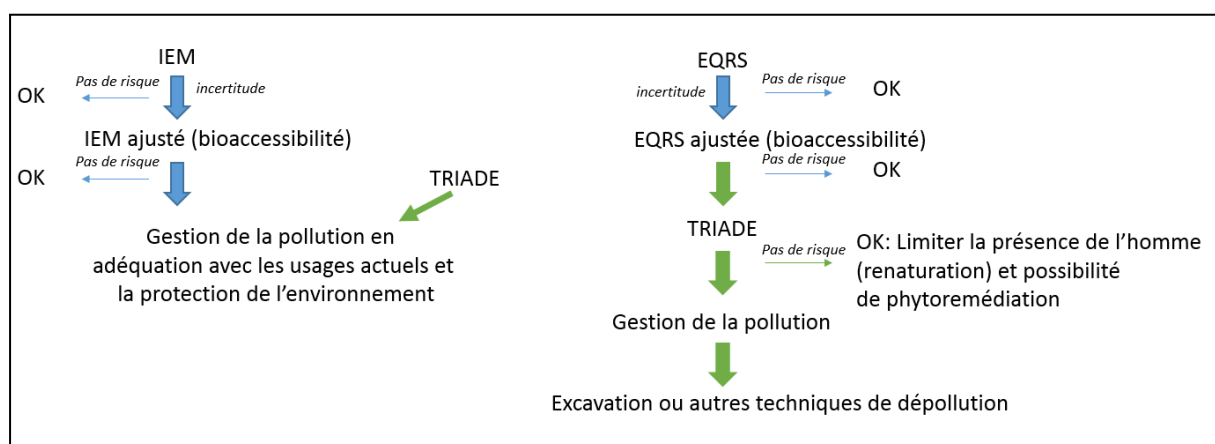 IEM
Pas de risque
incertitude
OK
IEM ajusté (bioaccessibilité)
Pas de risque
OK
TRIADE
Gestion de la pollution en
adéquation avec les usages actuels et
la protection de l'environnement
EQRS
incertitude
Pas de risque
OK
EQRS ajustée (bioaccessibilité)
Pas de risque
OK
TRIADE
Pas de risque
OK: Limiter la présence de l'homme
(renaturation) et possibilité
de phytoremédiation
Gestion de la pollution
Excavation ou autres techniques de dépollution